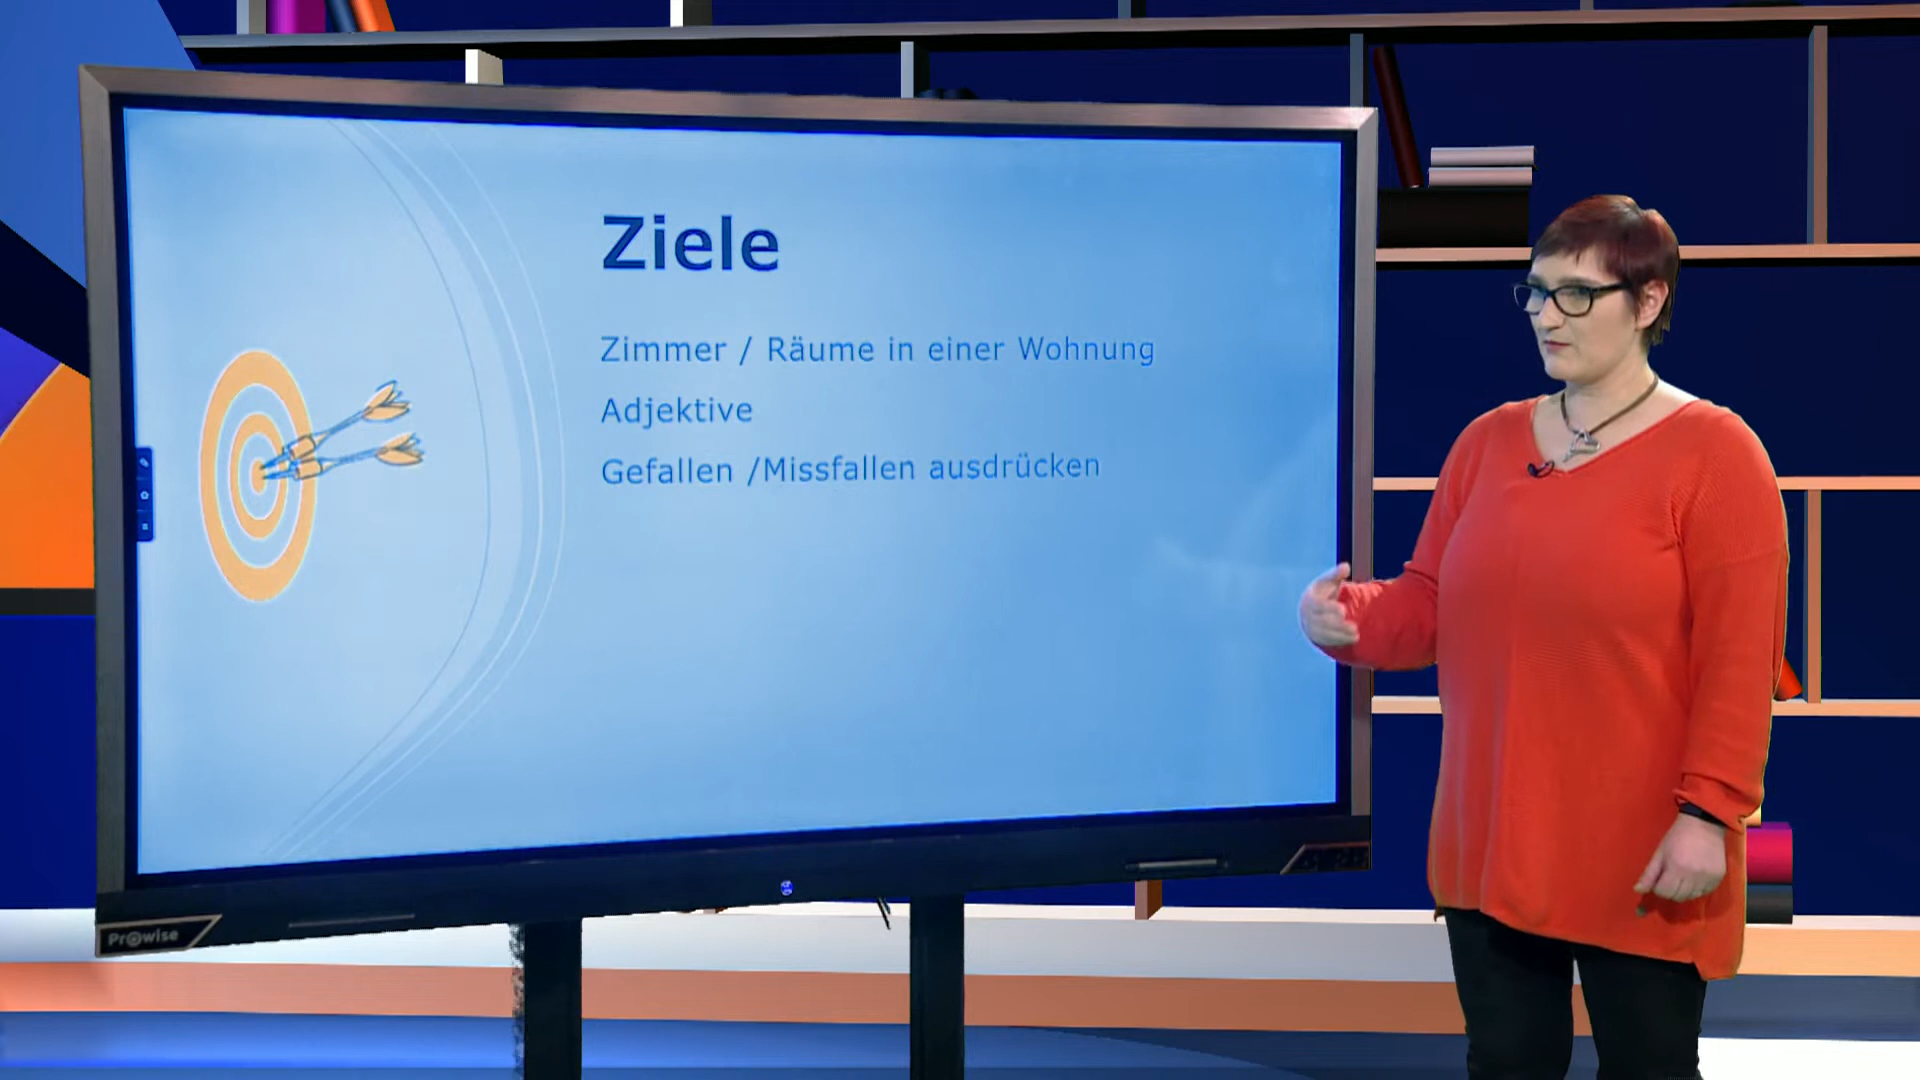 Ziele
Zimmer / Räume in einer Wohnung
Adjektive
Gefallen /Missfallen ausdrücken
Prowise